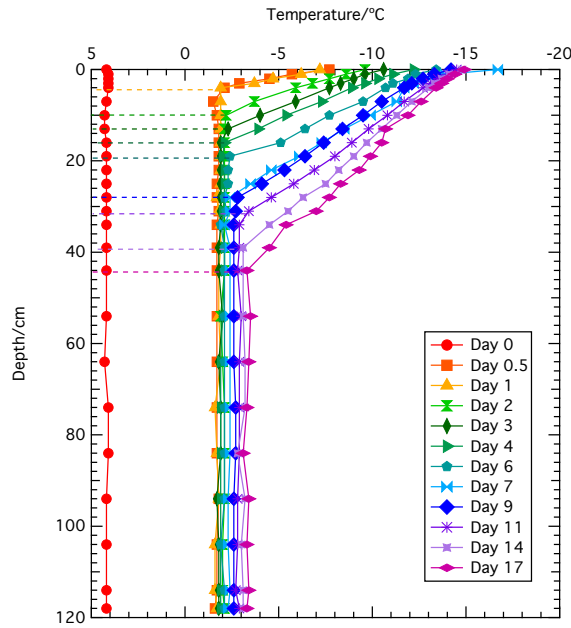 Temperature/°C
5 0 -5 -10 -15 -20
0
20
40
60
80
100
120
Depth/cm
Day 0
Day 0.5
Day 1
Day 2
Day 3
Day 4
Day 6
Day 7
Day 9
Day 11
Day 14
Day 17